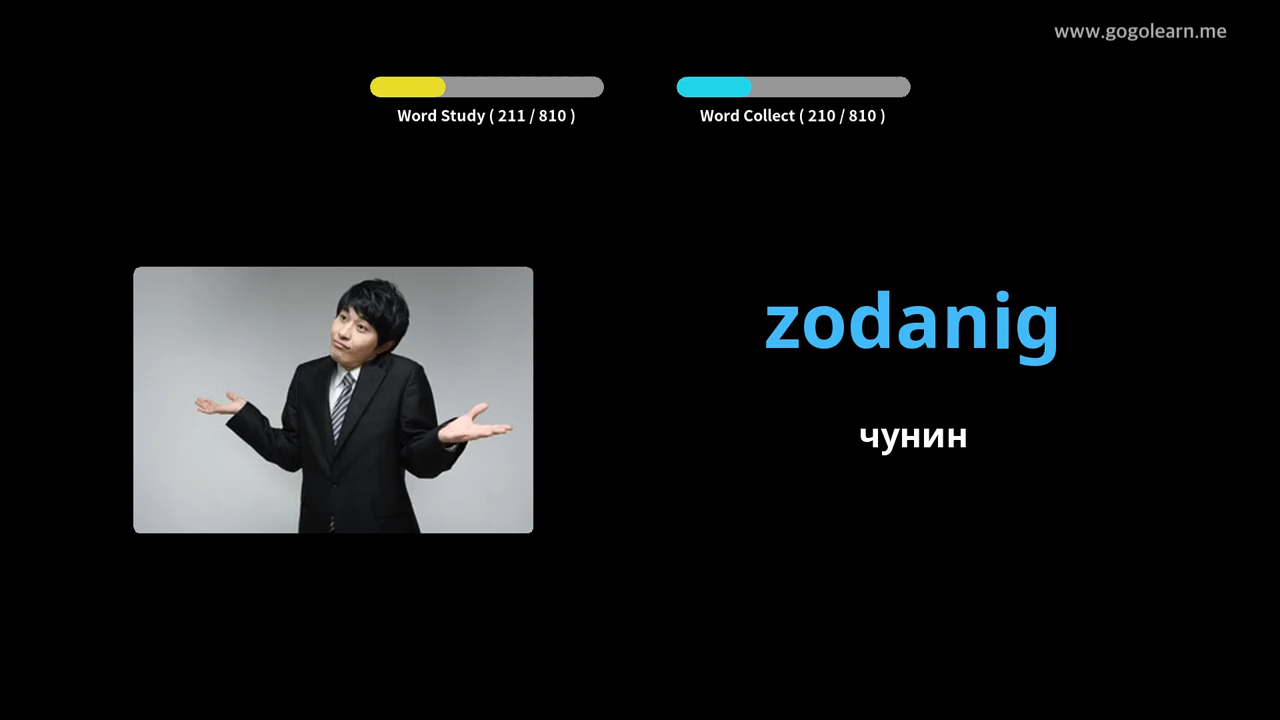 www.gogolearn.me
Word Study ( 211 / 810 )
Word Collect ( 210 / 810 )
zodanig
чунин